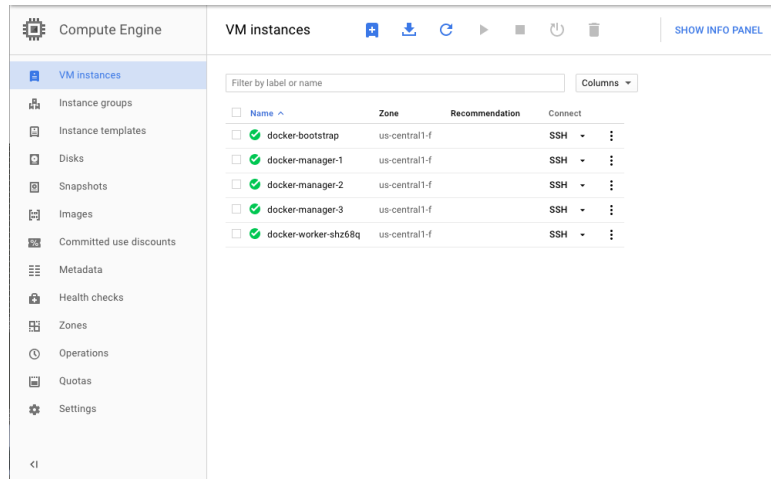 Compute Engine
VM instances
SHOW INFO PANEL
VM instances
Instance groups
Instance templates
Disks
Snapshots
Images
Committed use discounts
Metadata
Health checks
Zones
Operations
Quotas
Settings
Filter by label or name
Columns
Name Zone Recommendation Connect
docker-bootstrap us-central1-f SSH
docker-manager-1 us-central1-f SSH
docker-manager-2 us-central1-f SSH
docker-manager-3 us-central1-f SSH
docker-worker-shz68q us-central1-f SSH